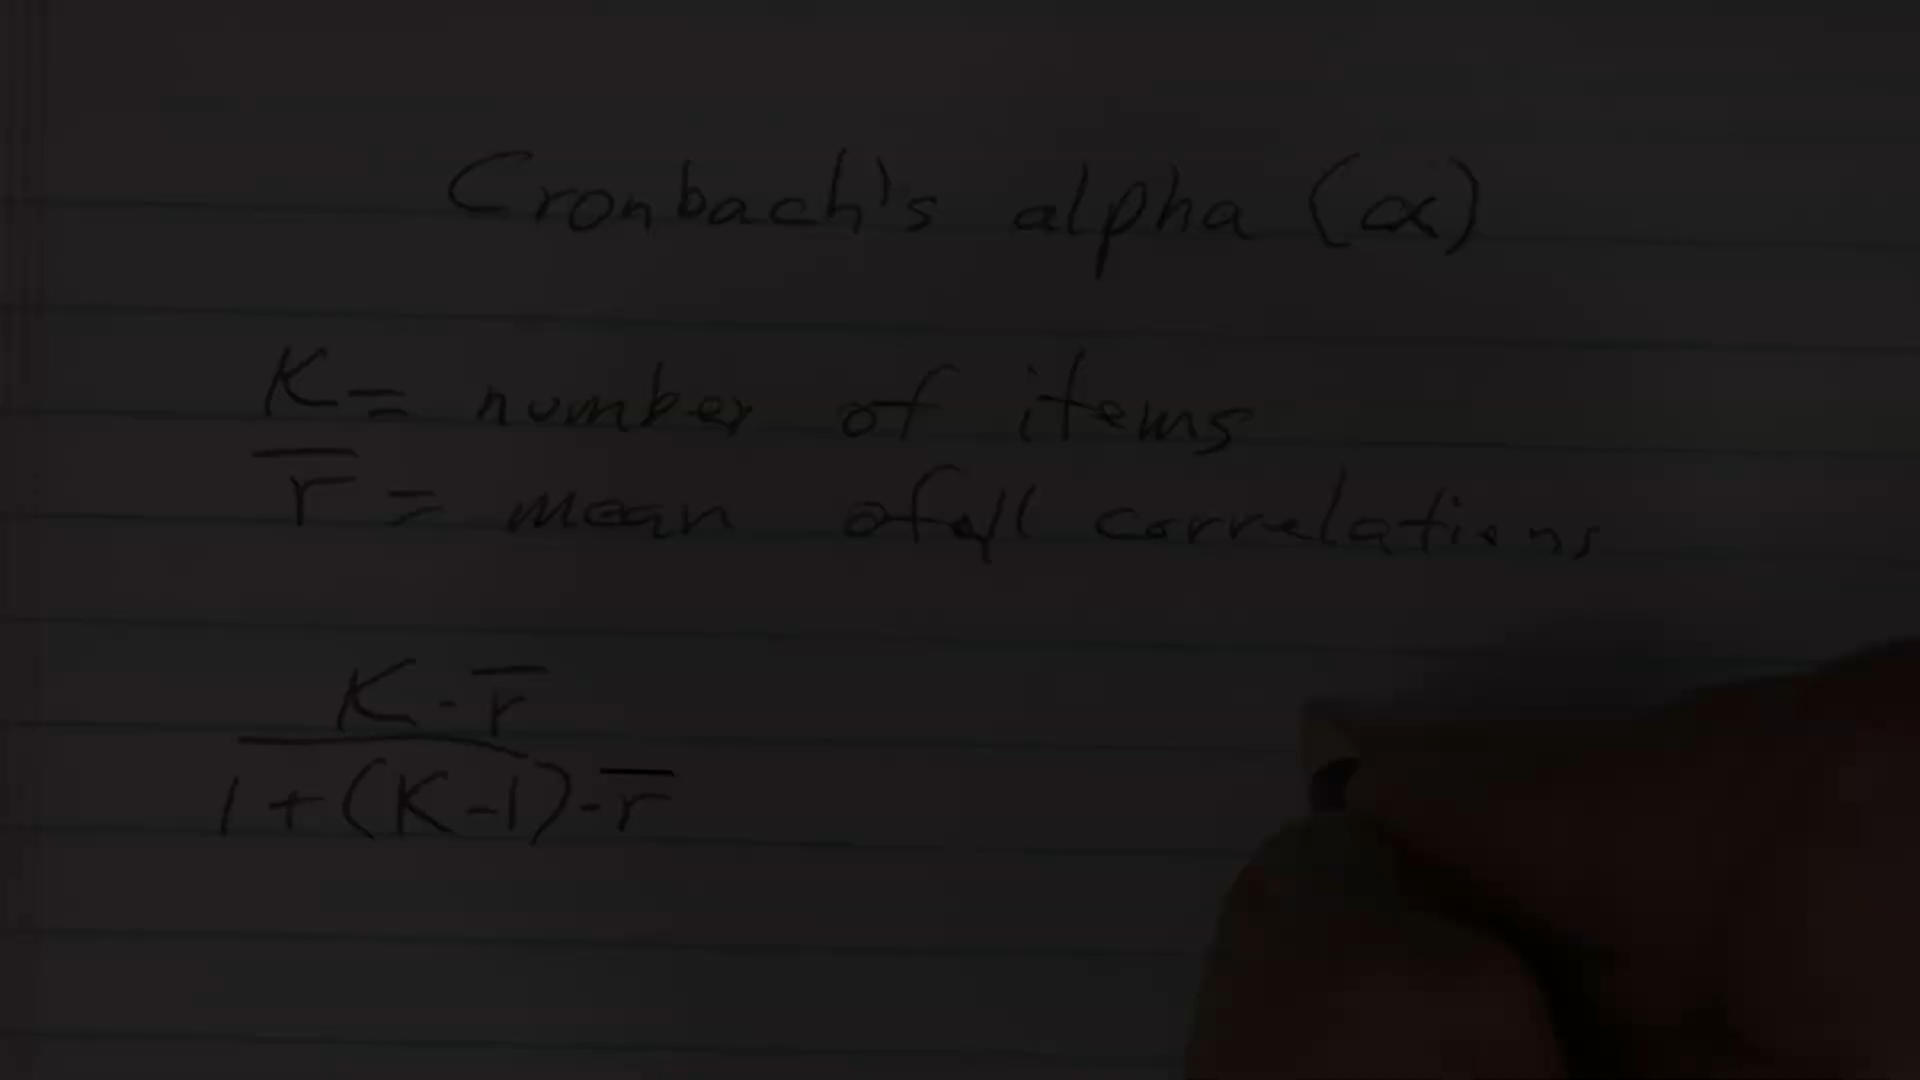 Cronbach's alpha (α)
K = number of items
r̅ = mean of all correlations
K - r̅
1 + (K - 1) - r̅